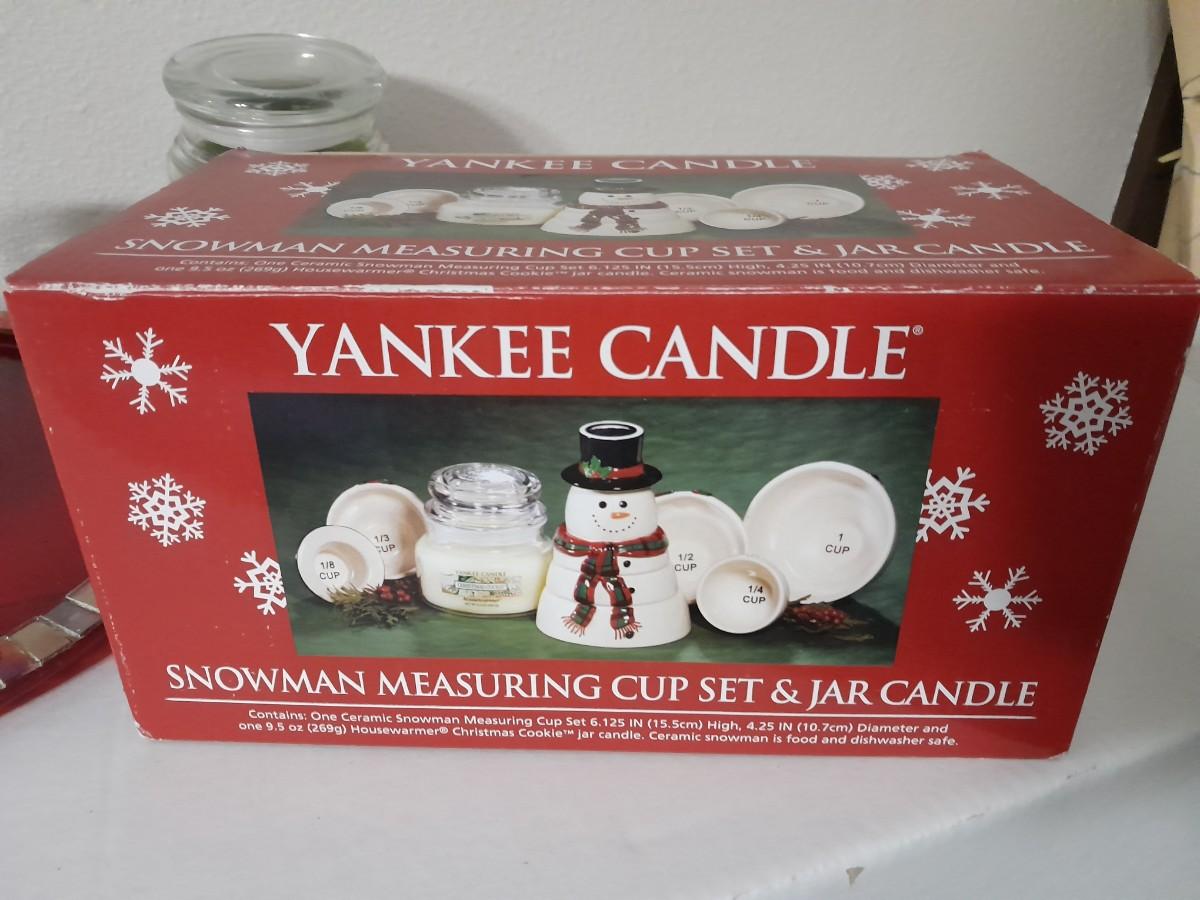 YANKEE CANDLE
SNOWMAN MEASURING CUP SET & JAR CANDLE
Contains: One Ceramic Snowman Measuring Cup Set 6.125 IN (15.5cm) High, 4.25 IN (10.7cm) Diameter and
one 9.5 oz (269g) Housewarmer® Christmas Cookie™ jar candle. Ceramic snowman is food and dishwasher safe.
YANKEE CANDLE®
1/8
CUP
1/3
CUP
YANKEE CANDLE
1/2
CUP
1/4
CUP
1
CUP
SNOWMAN MEASURING CUP SET & JAR CANDLE
Contains: One Ceramic Snowman Measuring Cup Set 6.125 IN (15.5cm) High, 4.25 IN (10.7cm) Diameter and
one 9.5 oz (269g) Housewarmer® Christmas Cookie™ jar candle. Ceramic snowman is food and dishwasher safe.